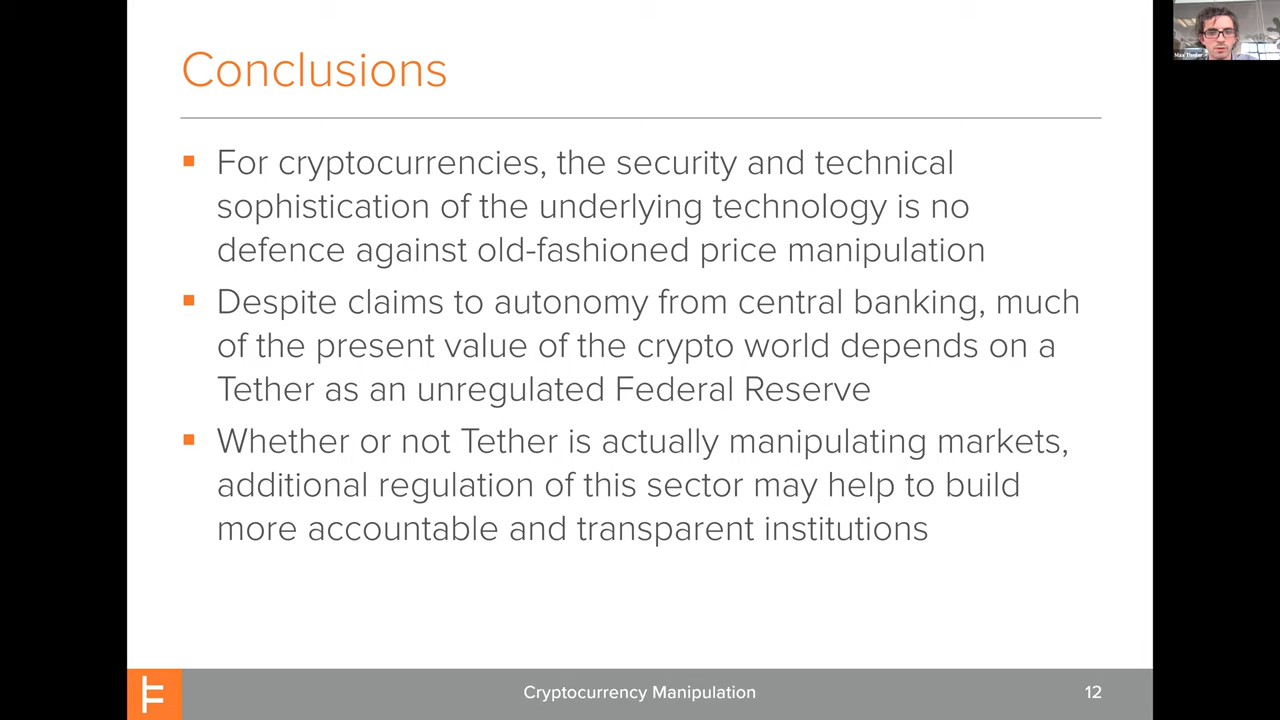 Conclusions
For cryptocurrencies, the security and technical
sophistication of the underlying technology is no
defence against old-fashioned price manipulation
Despite claims to autonomy from central banking, much
of the present value of the crypto world depends on a
Tether as an unregulated Federal Reserve
Whether or not Tether is actually manipulating markets,
additional regulation of this sector may help to build
more accountable and transparent institutions
Cryptocurrency Manipulation
12
Max